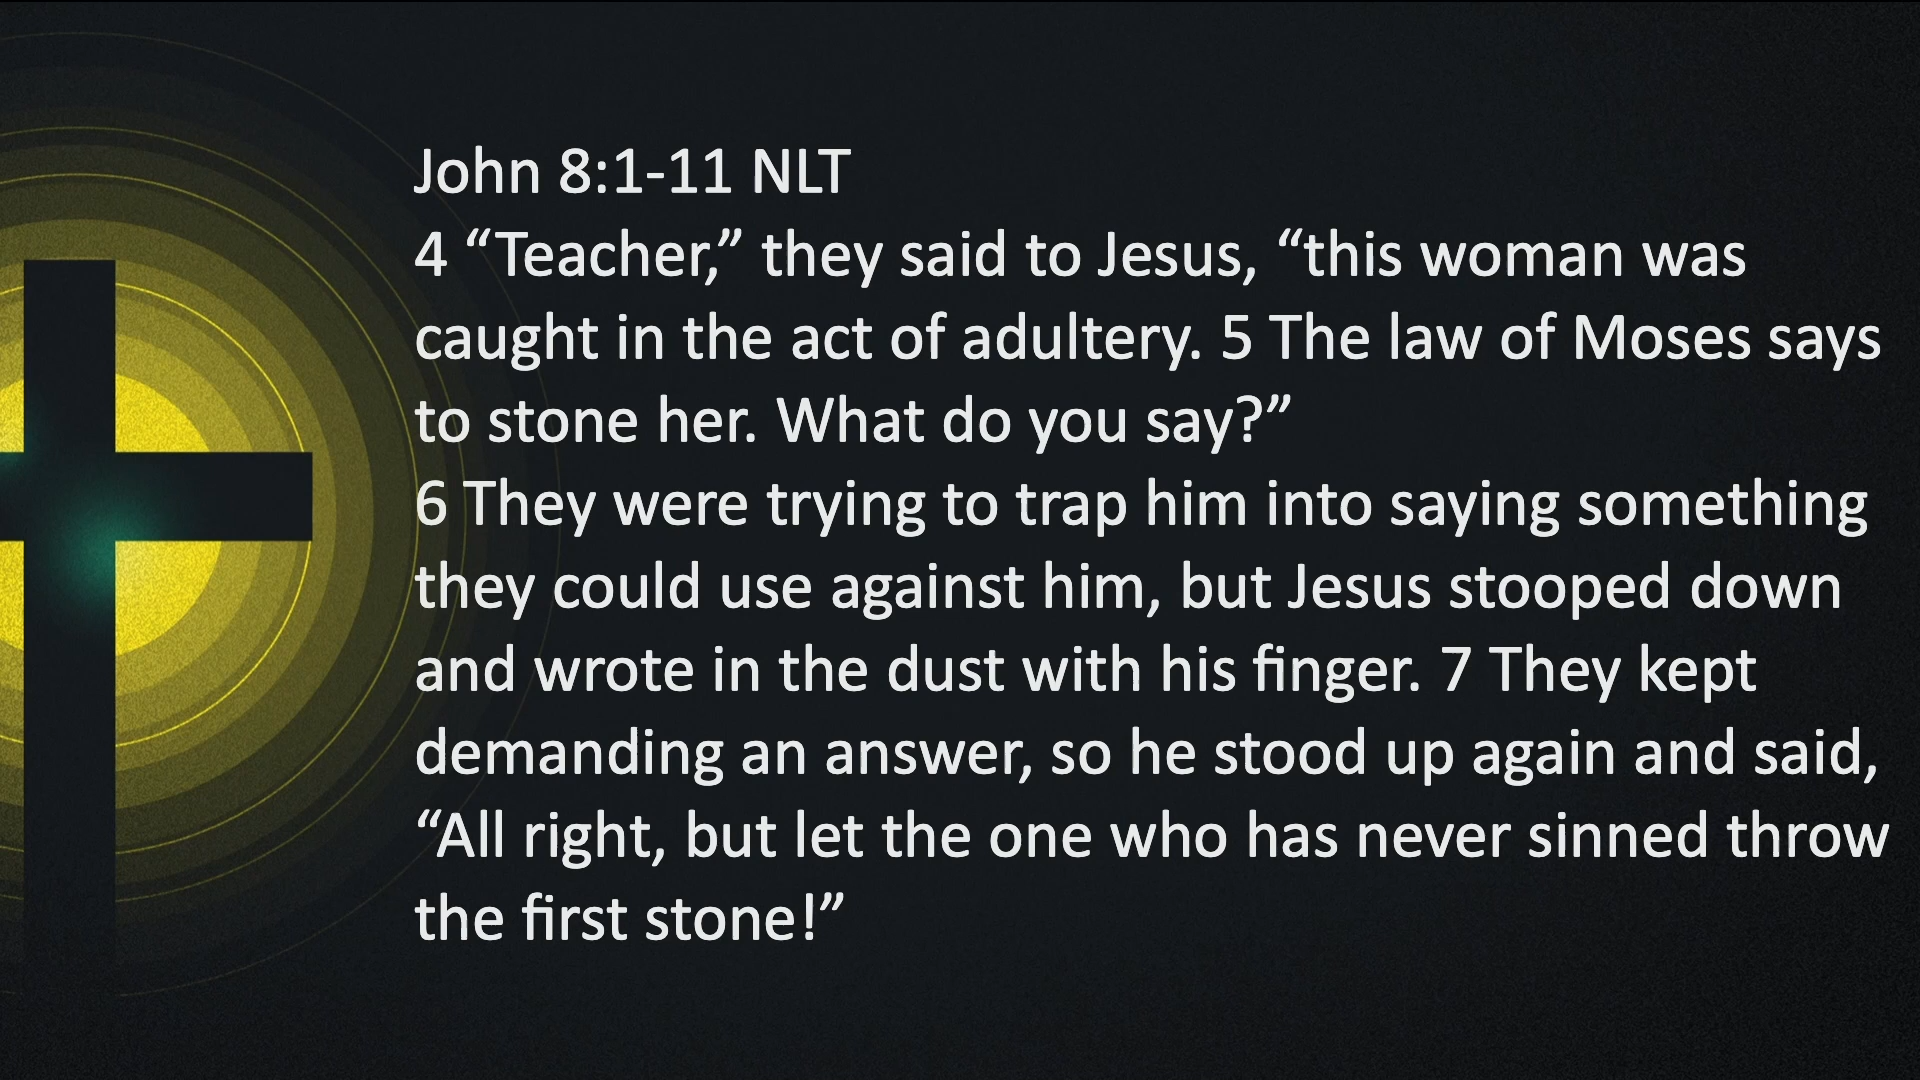 John 8:1-11 NLT
4 “Teacher,” they said to Jesus, “this woman was
caught in the act of adultery. 5 The law of Moses says
to stone her. What do you say?”
6 They were trying to trap him into saying something
they could use against him, but Jesus stooped down
and wrote in the dust with his finger. 7 They kept
demanding an answer, so he stood up again and said,
“All right, but let the one who has never sinned throw
the first stone!”